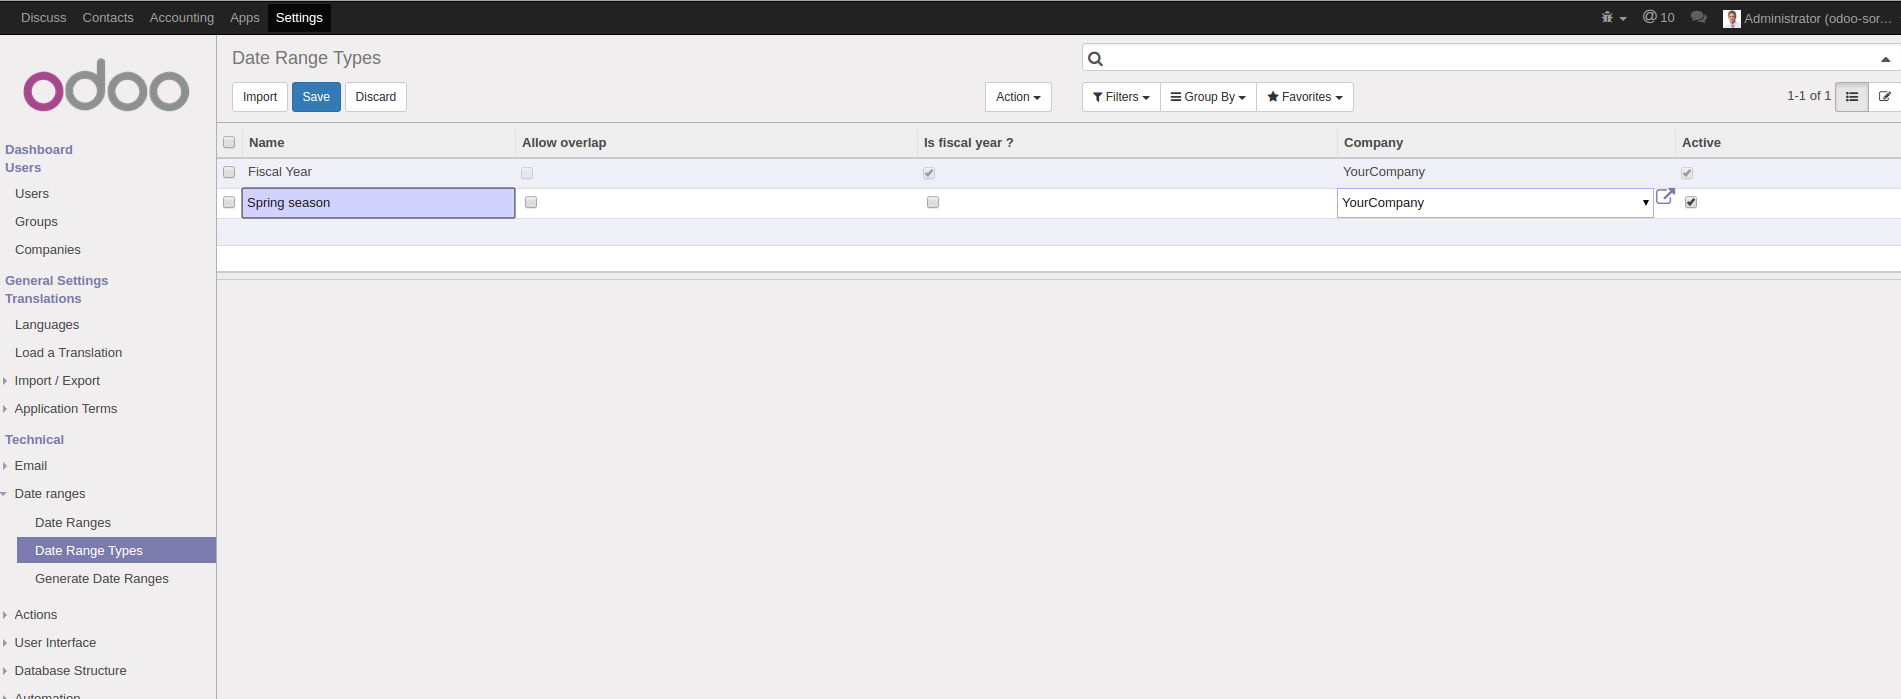 Discuss Contacts Accounting Apps Settings
@ 10 Administrator (odoo-sor...
odoo
Date Range Types
Import Save Discard
Action Filters Group By Favorites 1-1 of 1
Name Allow overlap Is fiscal year ? Company Active
Fiscal Year YourCompany
Spring season YourCompany
Dashboard
Users
Users
Groups
Companies
General Settings
Translations
Languages
Load a Translation
Import / Export
Application Terms
Technical
Email
Date ranges
Date Ranges
Date Range Types
Generate Date Ranges
Actions
User Interface
Database Structure
Automation